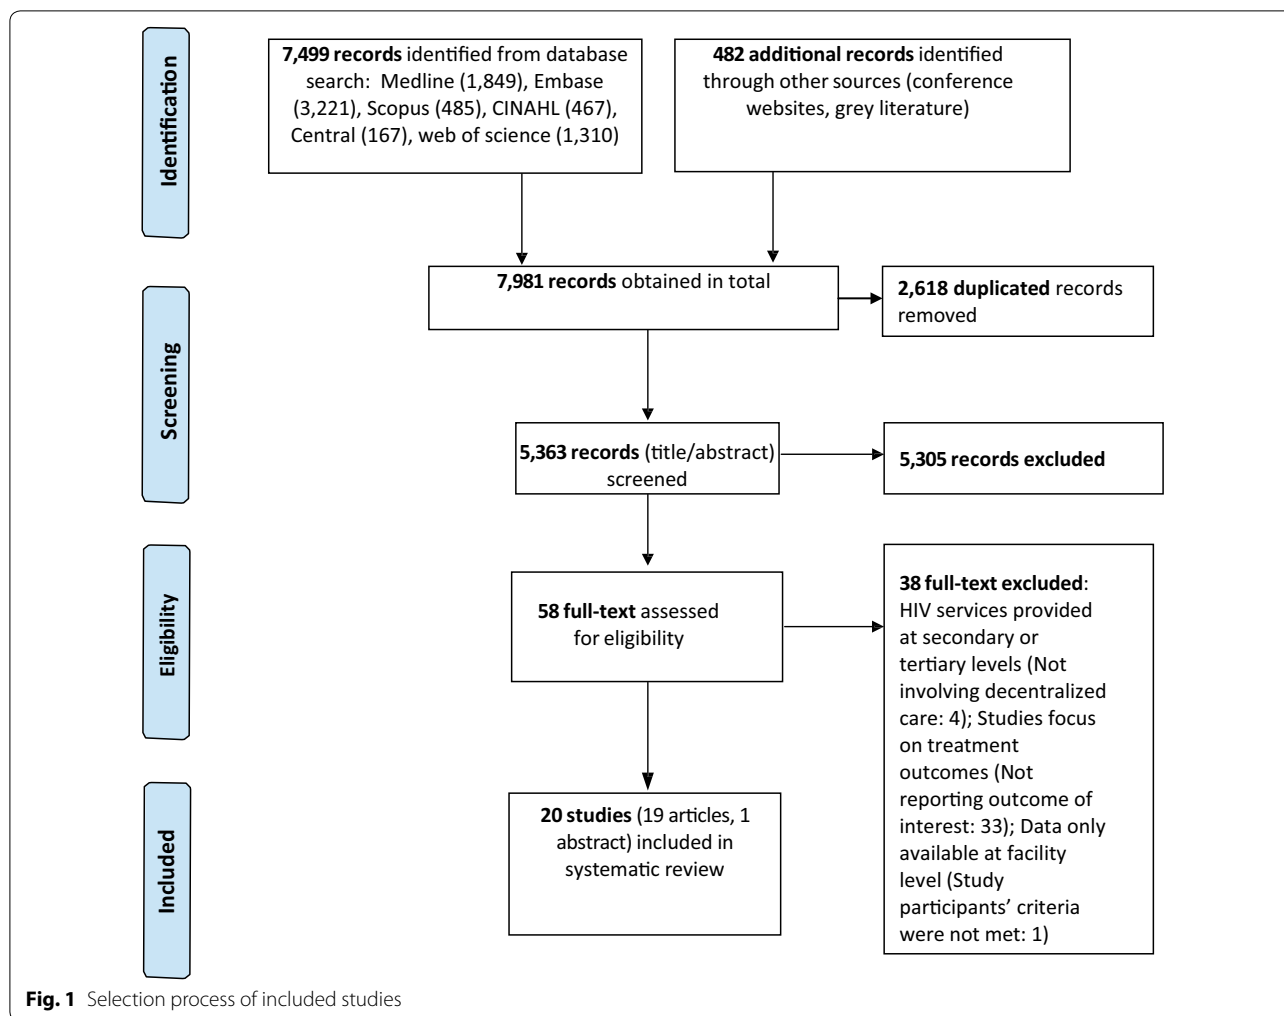 Identification
7,499 records identified from database
search:  Medline (1,849), Embase
(3,221), Scopus (485), CINAHL (467),
Central (167), web of science (1,310)
482 additional records identified
through other sources (conference
websites, grey literature)
Screening
7,981 records obtained in total
2,618 duplicated records
removed
5,363 records (title/abstract)
screened
5,305 records excluded
Eligibility
58 full-text assessed
for eligibility
38 full-text excluded:
HIV services provided
at secondary or
tertiary levels (Not
involving decentralized
care: 4); Studies focus
on treatment
outcomes (Not
reporting outcome of
interest: 33); Data only
available at facility
level (Study
participants’ criteria
were not met: 1)
Included
20 studies (19 articles, 1
abstract) included in
systematic review
Fig. 1 Selection process of included studies